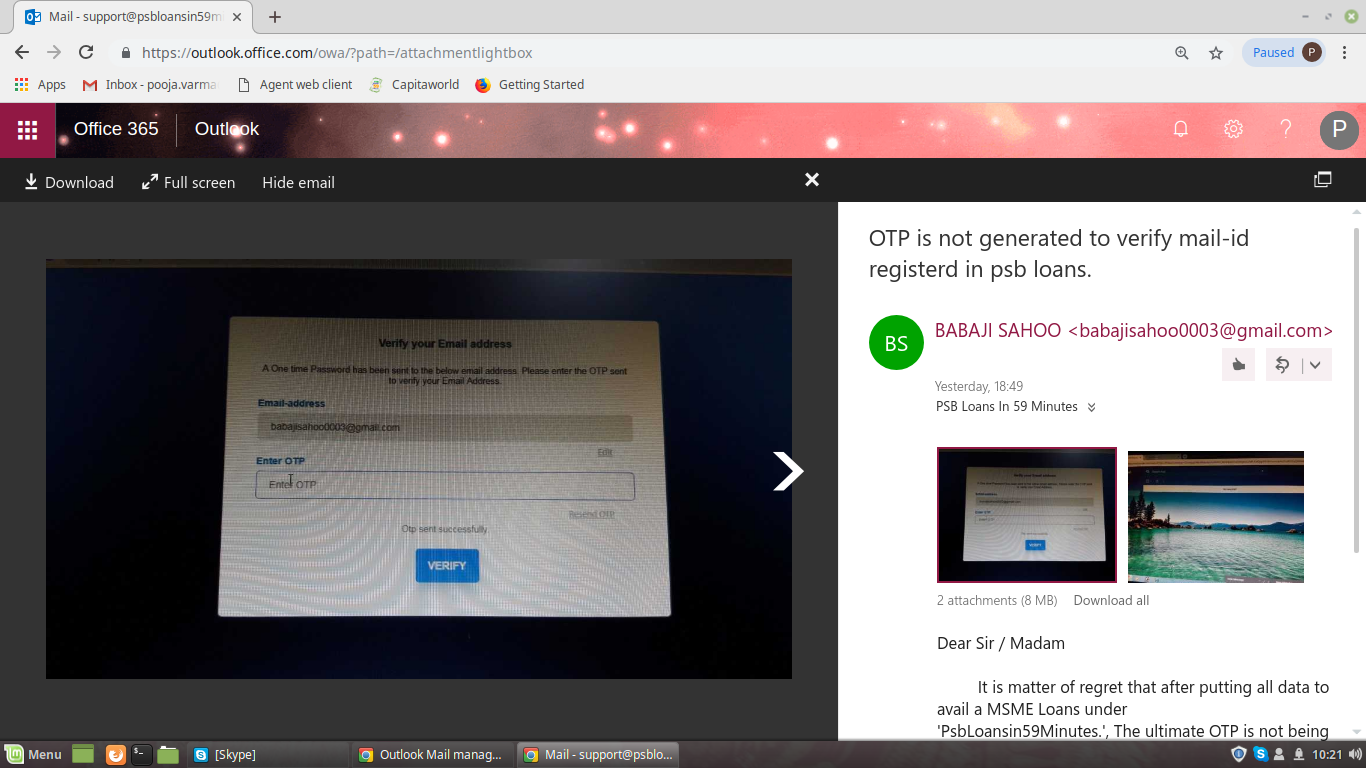 Mail - support@psbloansin59m
https://outlook.office.com/owa/?path=/attachmentlightbox
Paused P
Apps
Inbox - pooja.varma
Agent web client
Capitaworld
Getting Started
Office 365
Outlook
P
Download
Full screen
Hide email
Verify your Email address
A One time Password has been sent to the below email address. Please enter the OTP sent
to verify your Email Address.
Email-address
babajisahoo0003@gmail.com
Edit
Enter OTP
Enter OTP
Resend OTP
Otp sent successfully
VERIFY
OTP is not generated to verify mail-id
registerd in psb loans.
BS
BABAJI SAHOO <babajisahoo0003@gmail.com>
Yesterday, 18:49
PSB Loans In 59 Minutes
2 attachments (8 MB)
Download all
Dear Sir / Madam
It is matter of regret that after putting all data to
avail a MSME Loans under
'PsbLoansin59Minutes.', The ultimate OTP is not being
Menu
[Skype]
Outlook Mail manag...
Mail - support@psblo...
10:21